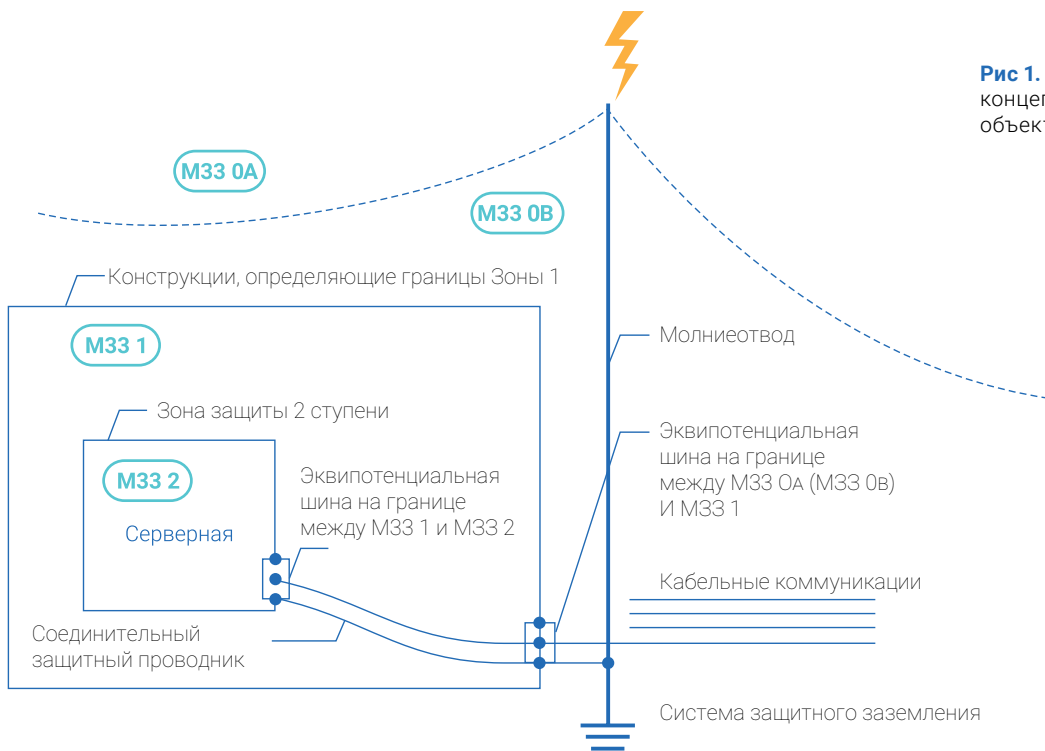 Рис 1.
концеп
объект
МЗЗ 0А
МЗЗ 0В
Конструкции, определяющие границы Зоны 1
МЗЗ 1
Молниеотвод
Зона защиты 2 ступени
Эквипотенциальная
шина на границе
между МЗЗ 0А (МЗЗ 0В)
И МЗЗ 1
МЗЗ 2
Серверная
Эквипотенциальная
шина на границе
между МЗЗ 1 и МЗЗ 2
Кабельные коммуникации
Соединительный
защитный проводник
Система защитного заземления